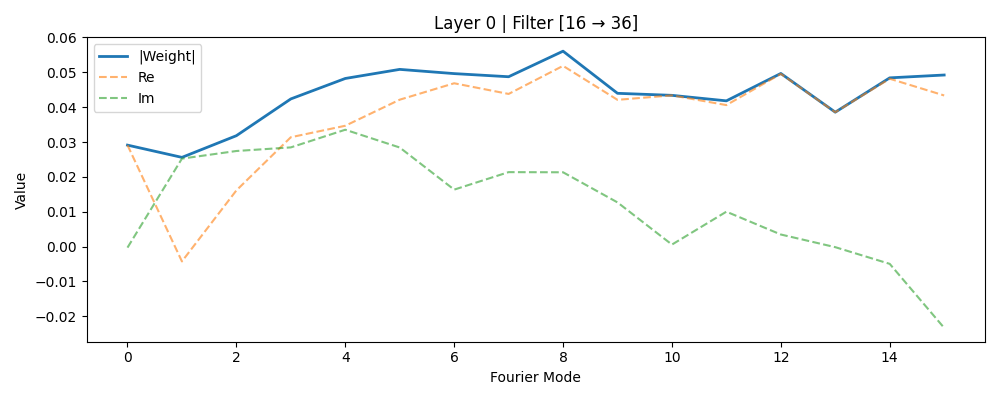 Layer 0 | Filter [16 → 36]
|Weight|
Re
Im
Value
0.06
0.05
0.04
0.03
0.02
0.01
0.00
−0.01
−0.02
0 2 4 6 8 10 12 14
Fourier Mode